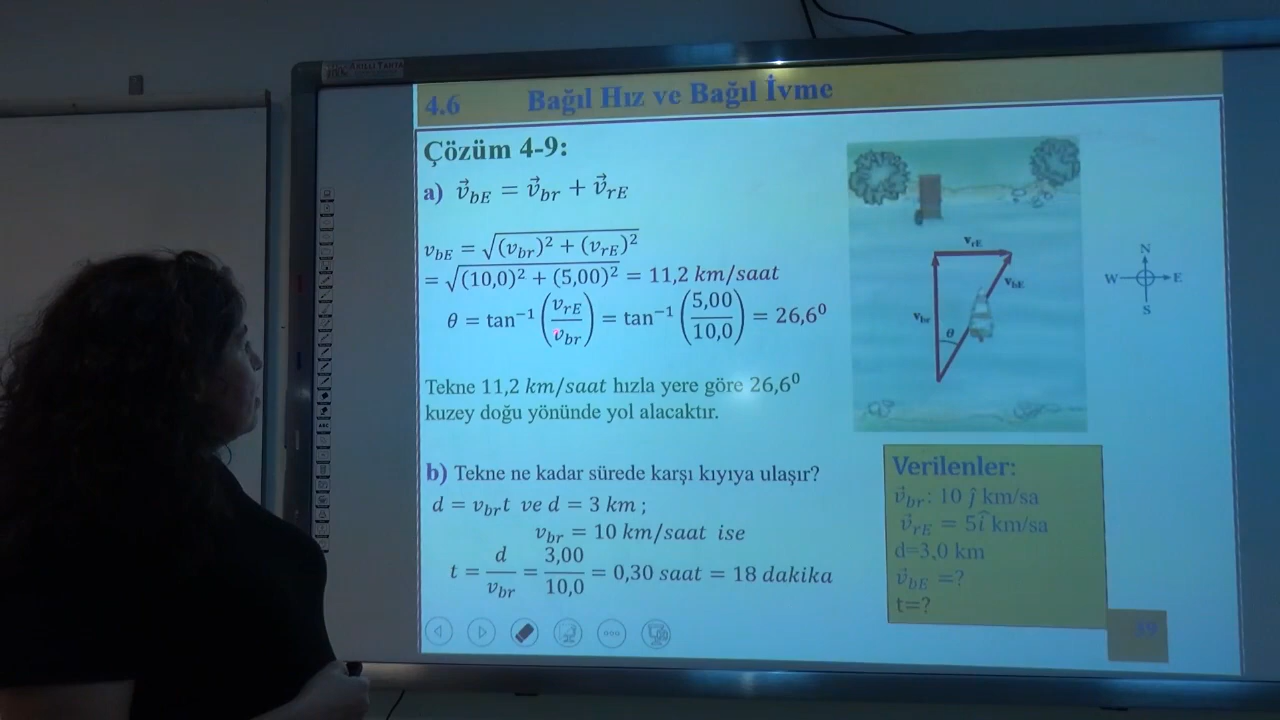 AKILLI TAHTA
4.6 Bağıl Hız ve Bağıl İvme
Çözüm 4-9:
a) v⃗bE = v⃗br + v⃗rE
vbE = √((vbr)² + (vrE)²)
= √((10,0)² + (5,00)²) = 11,2 km/saat
θ = tan⁻¹(vrE/vbr) = tan⁻¹(5,00/10,0) = 26,6⁰
Tekne 11,2 km/saat hızla yere göre 26,6⁰
kuzey doğu yönünde yol alacaktır.
b) Tekne ne kadar sürede karşı kıyıya ulaşır?
d = vbrt ve d = 3 km ;
vbr = 10 km/saat ise
t = d/vbr = 3,00/10,0 = 0,30 saat = 18 dakika
vrE
vbE
vbr
θ
N
W E
S
Verilenler:
v⃗br: 10 ĵ km/sa
v⃗rE = 5î km/sa
d=3,0 km
v⃗bE =?
t=?
ABC